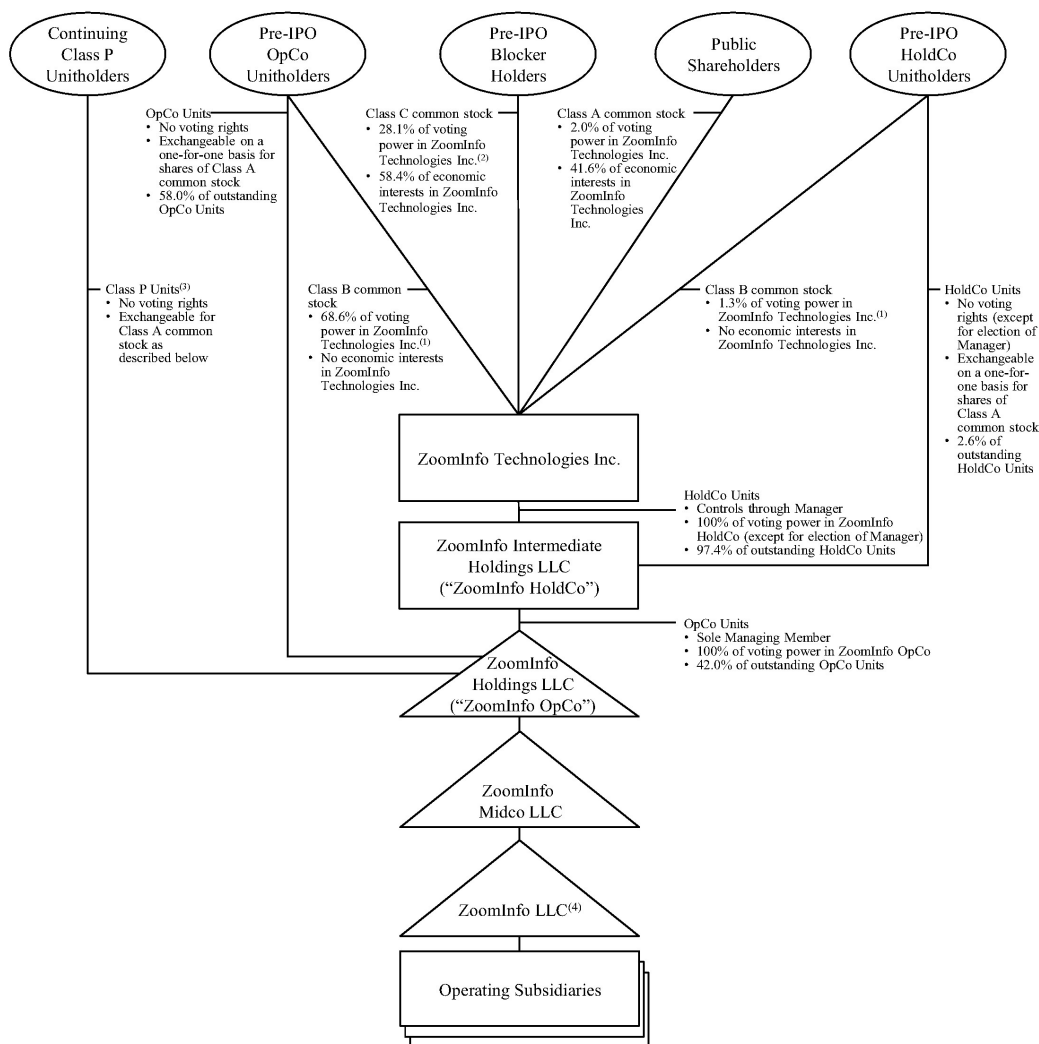 Continuing
Class P
Unitholders
Pre-IPO
OpCo
Unitholders
Pre-IPO
Blocker
Holders
Public
Shareholders
Pre-IPO
HoldCo
Unitholders
OpCo Units
• No voting rights
• Exchangeable on a
one-for-one basis for
shares of Class A
common stock
• 58.0% of outstanding
OpCo Units
Class C common stock
• 28.1% of voting
power in ZoomInfo
Technologies Inc.(2)
• 58.4% of economic
interests in ZoomInfo
Technologies Inc.
Class A common stock
• 2.0% of voting
power in ZoomInfo
Technologies Inc.
• 41.6% of economic
interests in
ZoomInfo
Technologies
Inc.
Class P Units(3)
• No voting rights
• Exchangeable for
Class A common
stock as
described below
Class B common
stock
• 68.6% of voting
power in ZoomInfo
Technologies Inc.(1)
• No economic interests
in ZoomInfo
Technologies Inc.
Class B common stock
• 1.3% of voting power in
ZoomInfo Technologies Inc.(1)
• No economic interests in
ZoomInfo Technologies Inc.
HoldCo Units
• No voting
rights (except
for election of
Manager)
• Exchangeable
on a one-for-
one basis for
shares of
Class A
common stock
• 2.6% of
outstanding
HoldCo Units
ZoomInfo Technologies Inc.
HoldCo Units
• Controls through Manager
• 100% of voting power in ZoomInfo
HoldCo (except for election of Manager)
• 97.4% of outstanding HoldCo Units
ZoomInfo Intermediate
Holdings LLC
(“ZoomInfo HoldCo”)
OpCo Units
• Sole Managing Member
• 100% of voting power in ZoomInfo OpCo
• 42.0% of outstanding OpCo Units
ZoomInfo
Holdings LLC
(“ZoomInfo OpCo”)
ZoomInfo
Midco LLC
ZoomInfo LLC(4)
Operating Subsidiaries